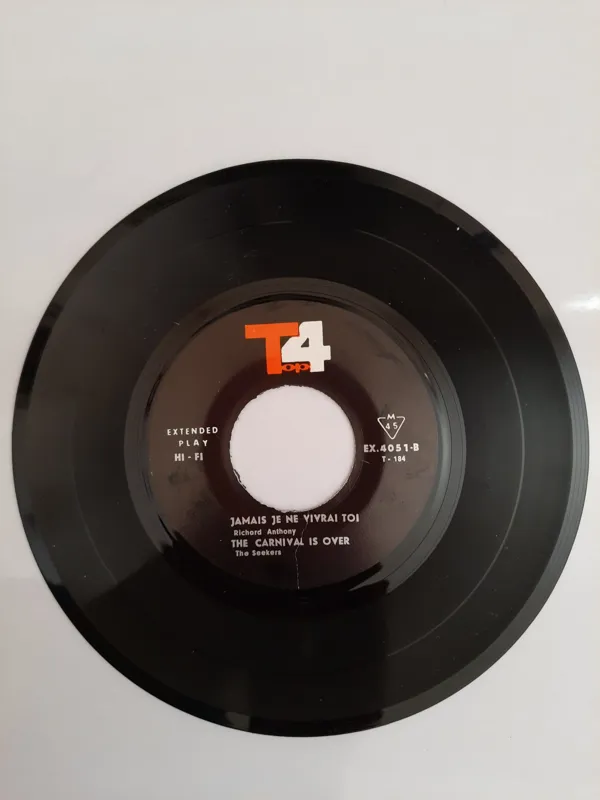 Top 4
EXTENDED
PLAY
HI - FI
M
45
EX.4051-B
T - 184
JAMAIS JE NE VIVRAI TOI
Richard Anthony
THE CARNIVAL IS OVER
The Seekers